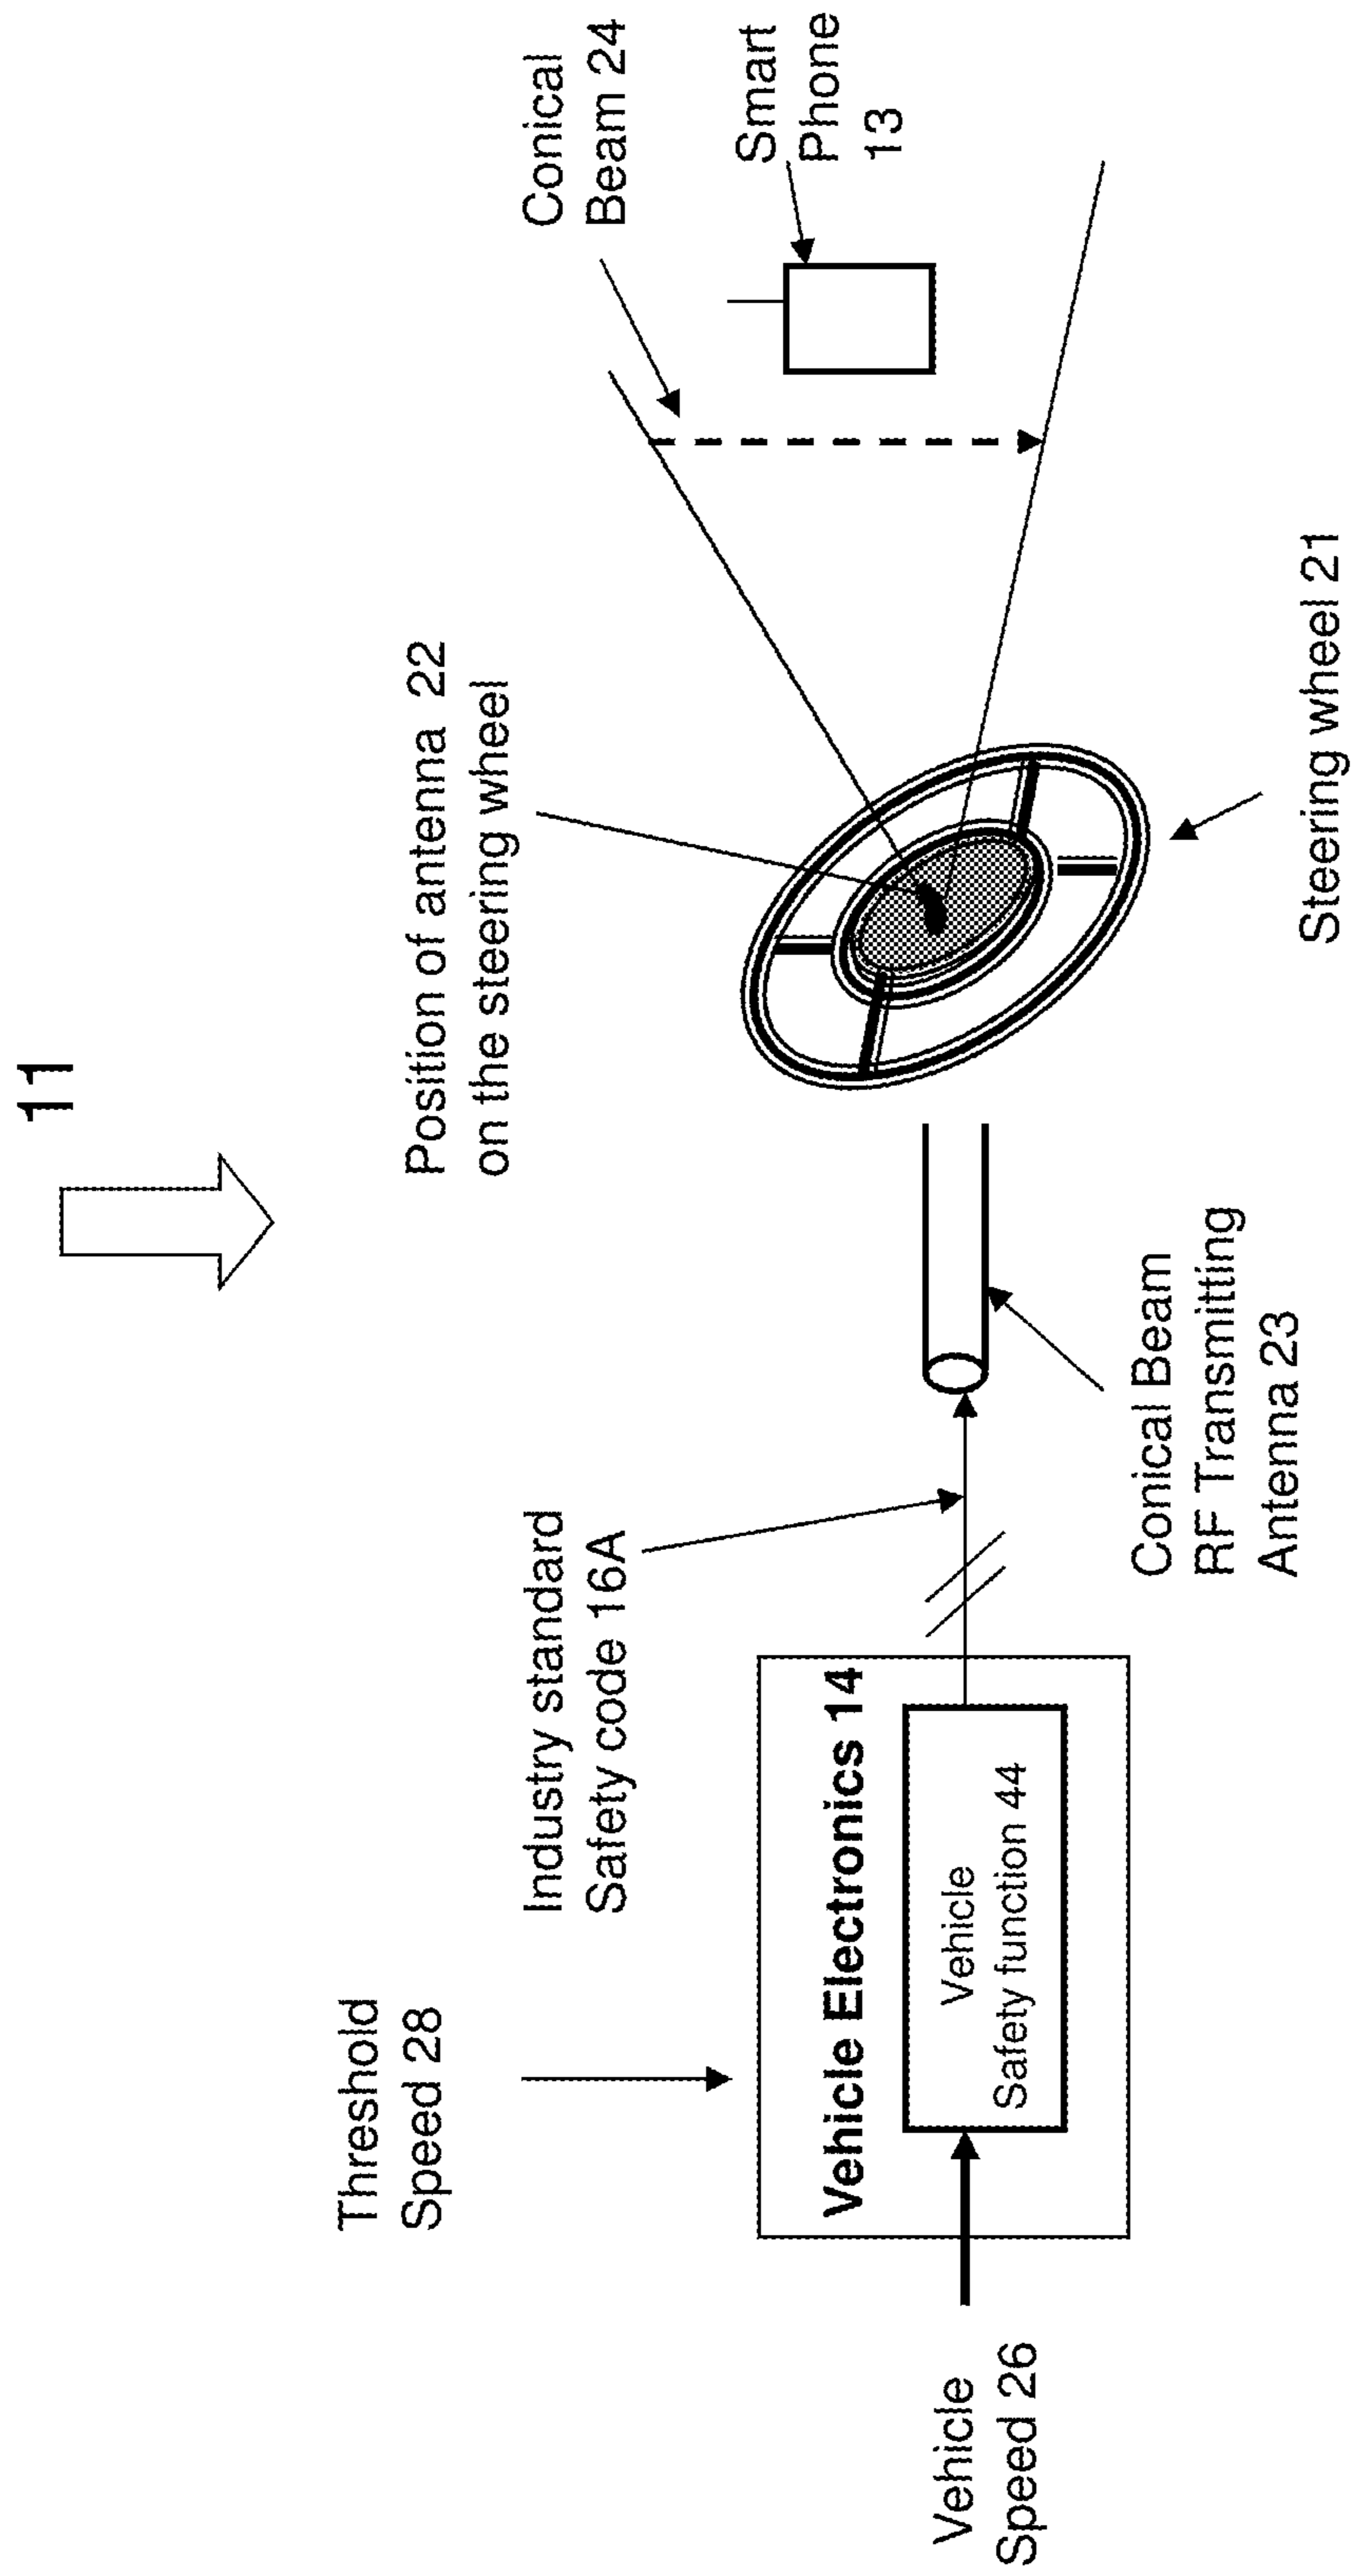 11
Threshold
Speed 28
Industry standard
Safety code 16A
Position of antenna 22
on the steering wheel
Conical
Beam 24
Smart
Phone
13
Vehicle Electronics 14
Vehicle
Safety function 44
Vehicle
Speed 26
Conical Beam
RF Transmitting
Antenna 23
Steering wheel 21